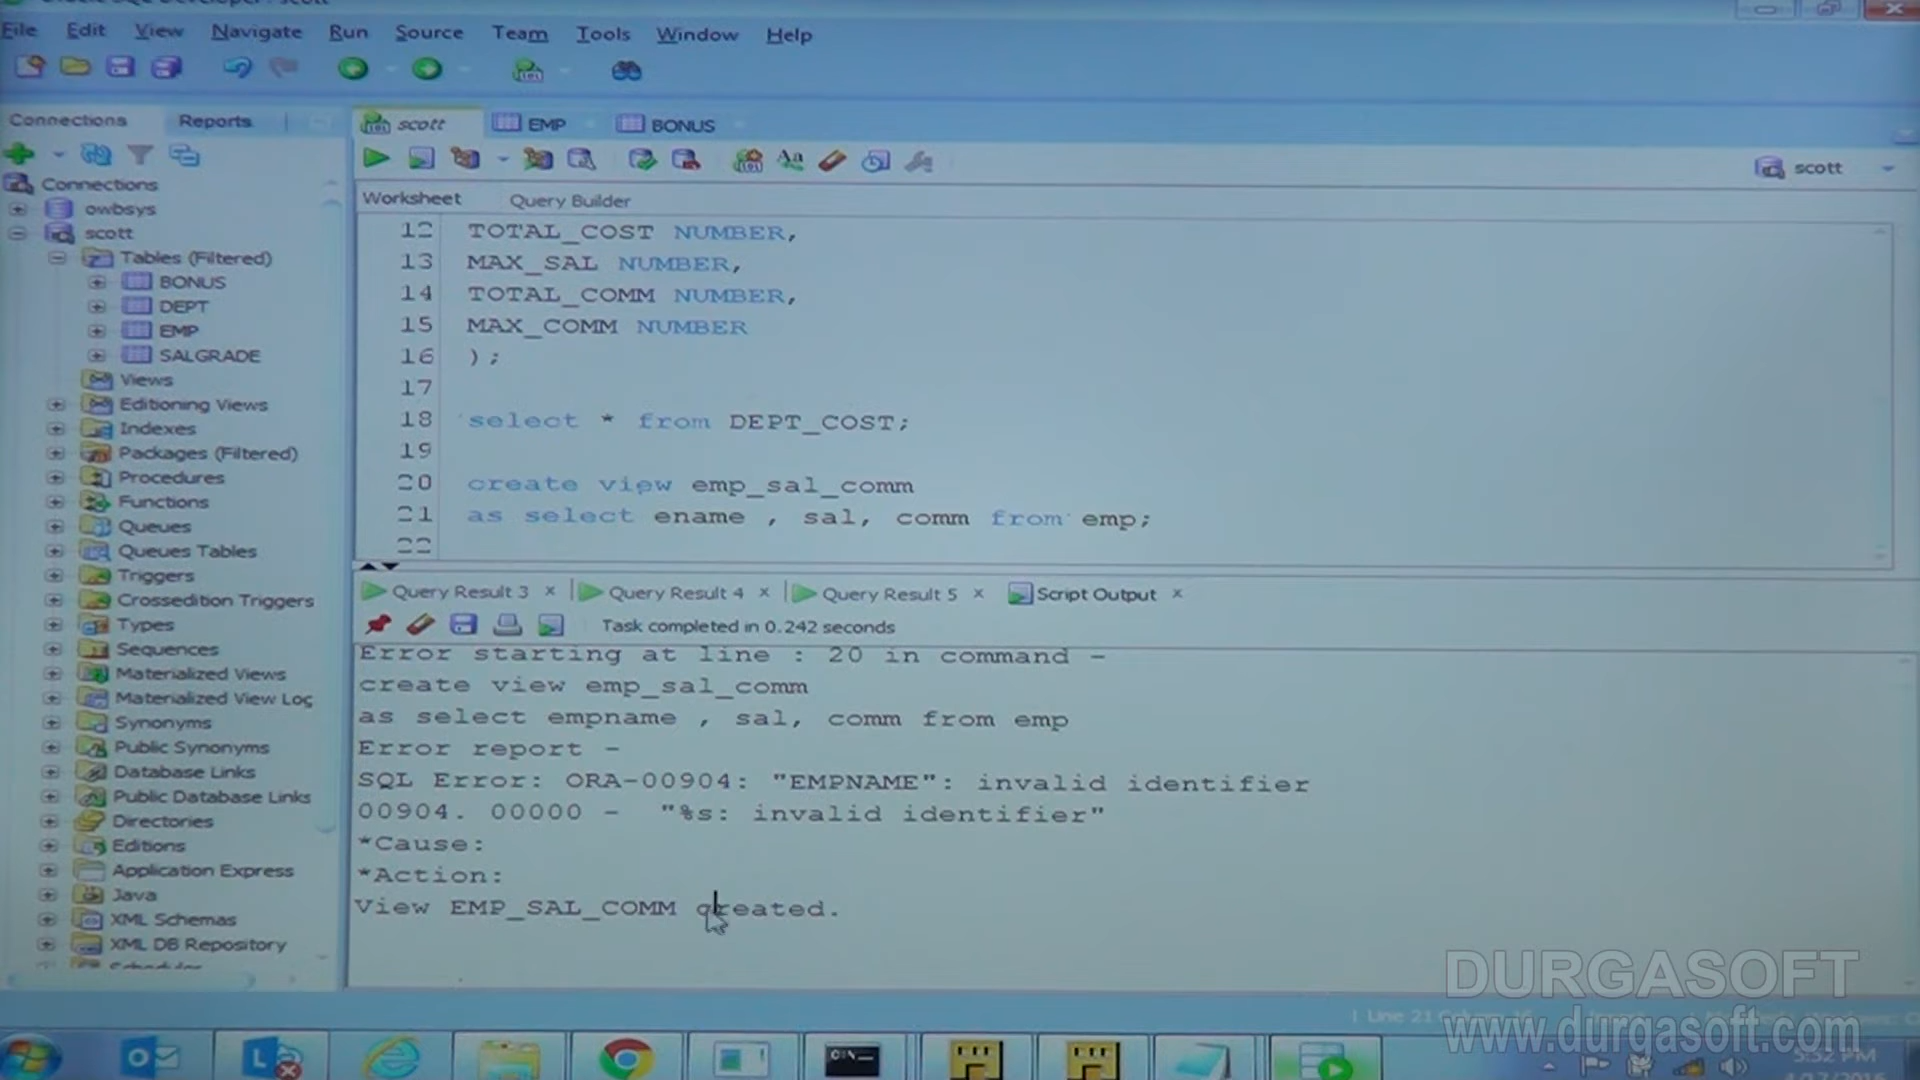 File Edit View Navigate Run Source Team Tools Window Help
Connections Reports
scott EMP BONUS
scott
Worksheet Query Builder
Connections
owbsys
scott
Tables (Filtered)
BONUS
DEPT
EMP
SALGRADE
Views
Editioning Views
Indexes
Packages (Filtered)
Procedures
Functions
Queues
Queues Tables
Triggers
Crossedition Triggers
Types
Sequences
Materialized Views
Materialized View Log
Synonyms
Public Synonyms
Database Links
Public Database Links
Directories
Editions
Application Express
Java
XML Schemas
XML DB Repository
12 TOTAL_COST NUMBER,
13 MAX_SAL NUMBER,
14 TOTAL_COMM NUMBER,
15 MAX_COMM NUMBER
16 );
17
18 select * from DEPT_COST;
19
20 create view emp_sal_comm
21 as select ename , sal, comm from emp;
22
Query Result 3 × Query Result 4 × Query Result 5 × Script Output ×
Task completed in 0.242 seconds
Error starting at line : 20 in command -
create view emp_sal_comm
as select empname , sal, comm from emp
Error report -
SQL Error: ORA-00904: "EMPNAME": invalid identifier
00904. 00000 - "%s: invalid identifier"
*Cause:
*Action:
View EMP_SAL_COMM created.
DURGASOFT
www.durgasoft.com
5:32 PM